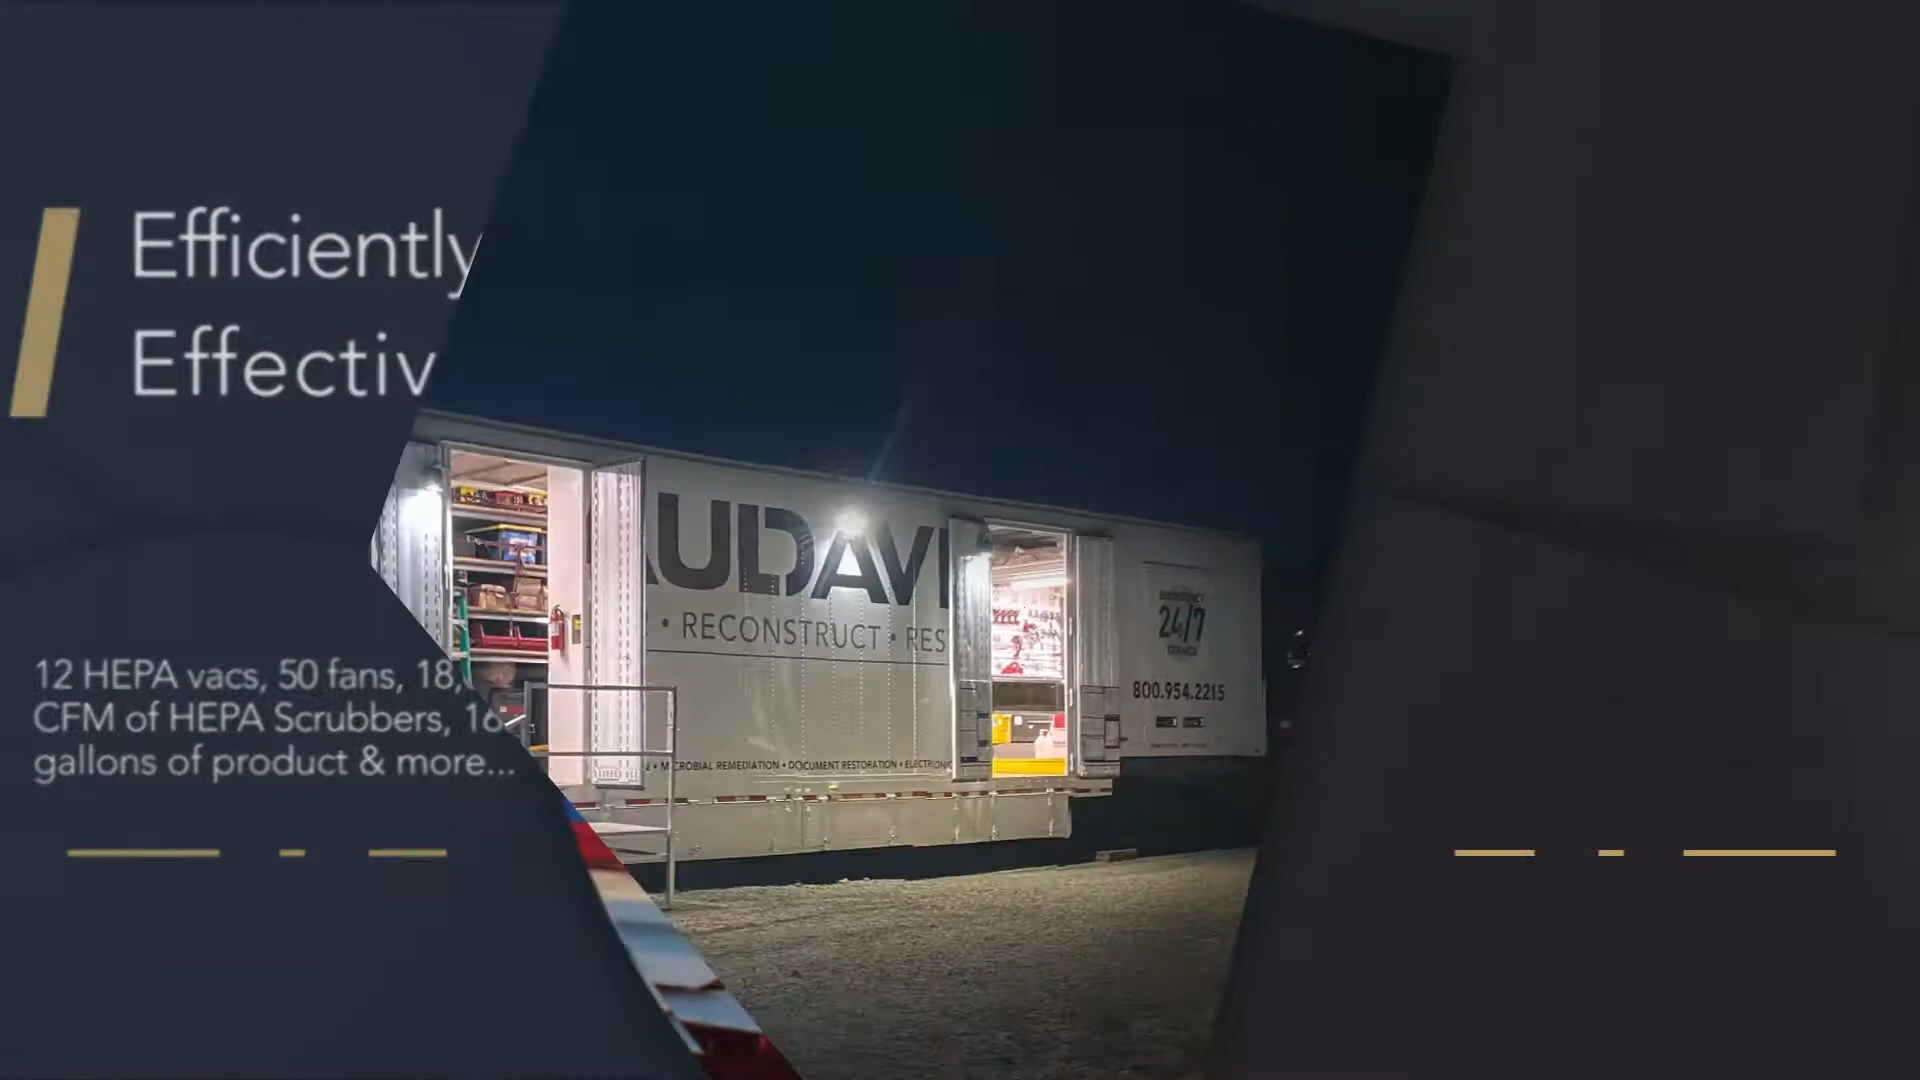 Efficiently
Effectiv
12 HEPA vacs, 50 fans, 18,
CFM of HEPA Scrubbers, 16
gallons of product & more...
AUDAVI
• RECONSTRUCT • RES
• MICROBIAL REMEDIATION • DOCUMENT RESTORATION • ELECTRONIC
24/7
800.954.2215